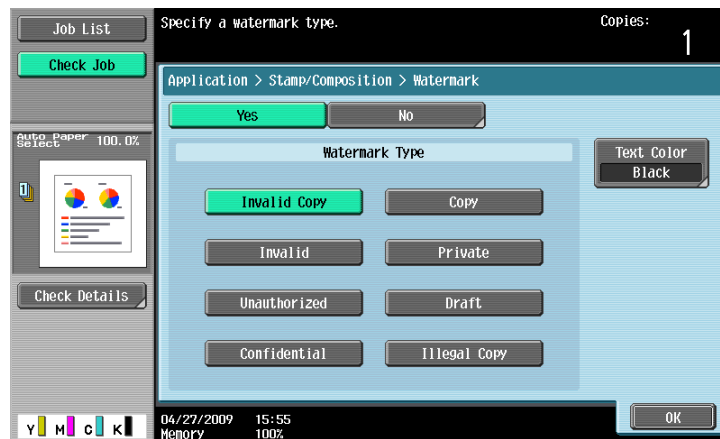 Job List
Check Job
Specify a watermark type.
Copies:
1
Application > Stamp/Composition > Watermark
Yes
No
Auto Paper Select 100.0%
1
Watermark Type
Text Color
Black
Invalid Copy
Copy
Invalid
Private
Unauthorized
Draft
Confidential
Illegal Copy
Check Details
Y M C K
04/27/2009 15:55
Memory 100%
OK